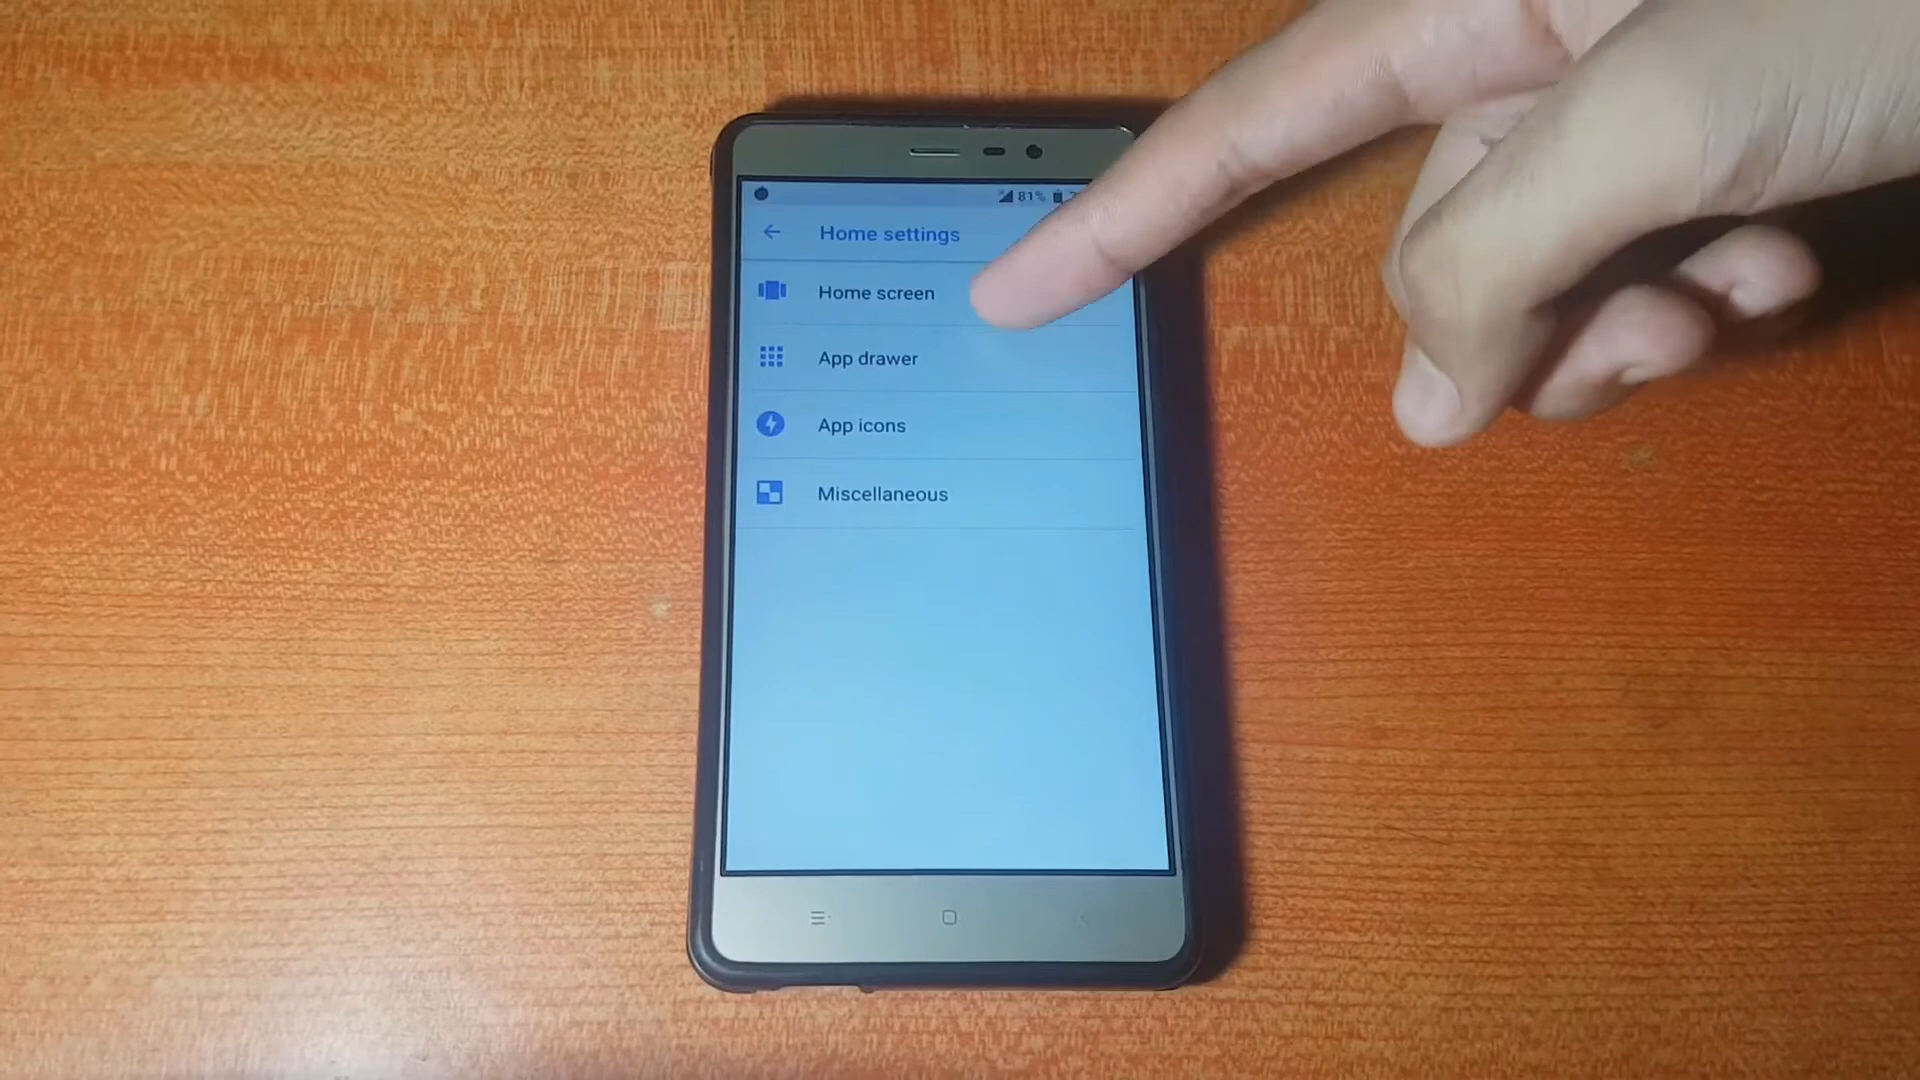 81%
Home settings
Home screen
App drawer
App icons
Miscellaneous